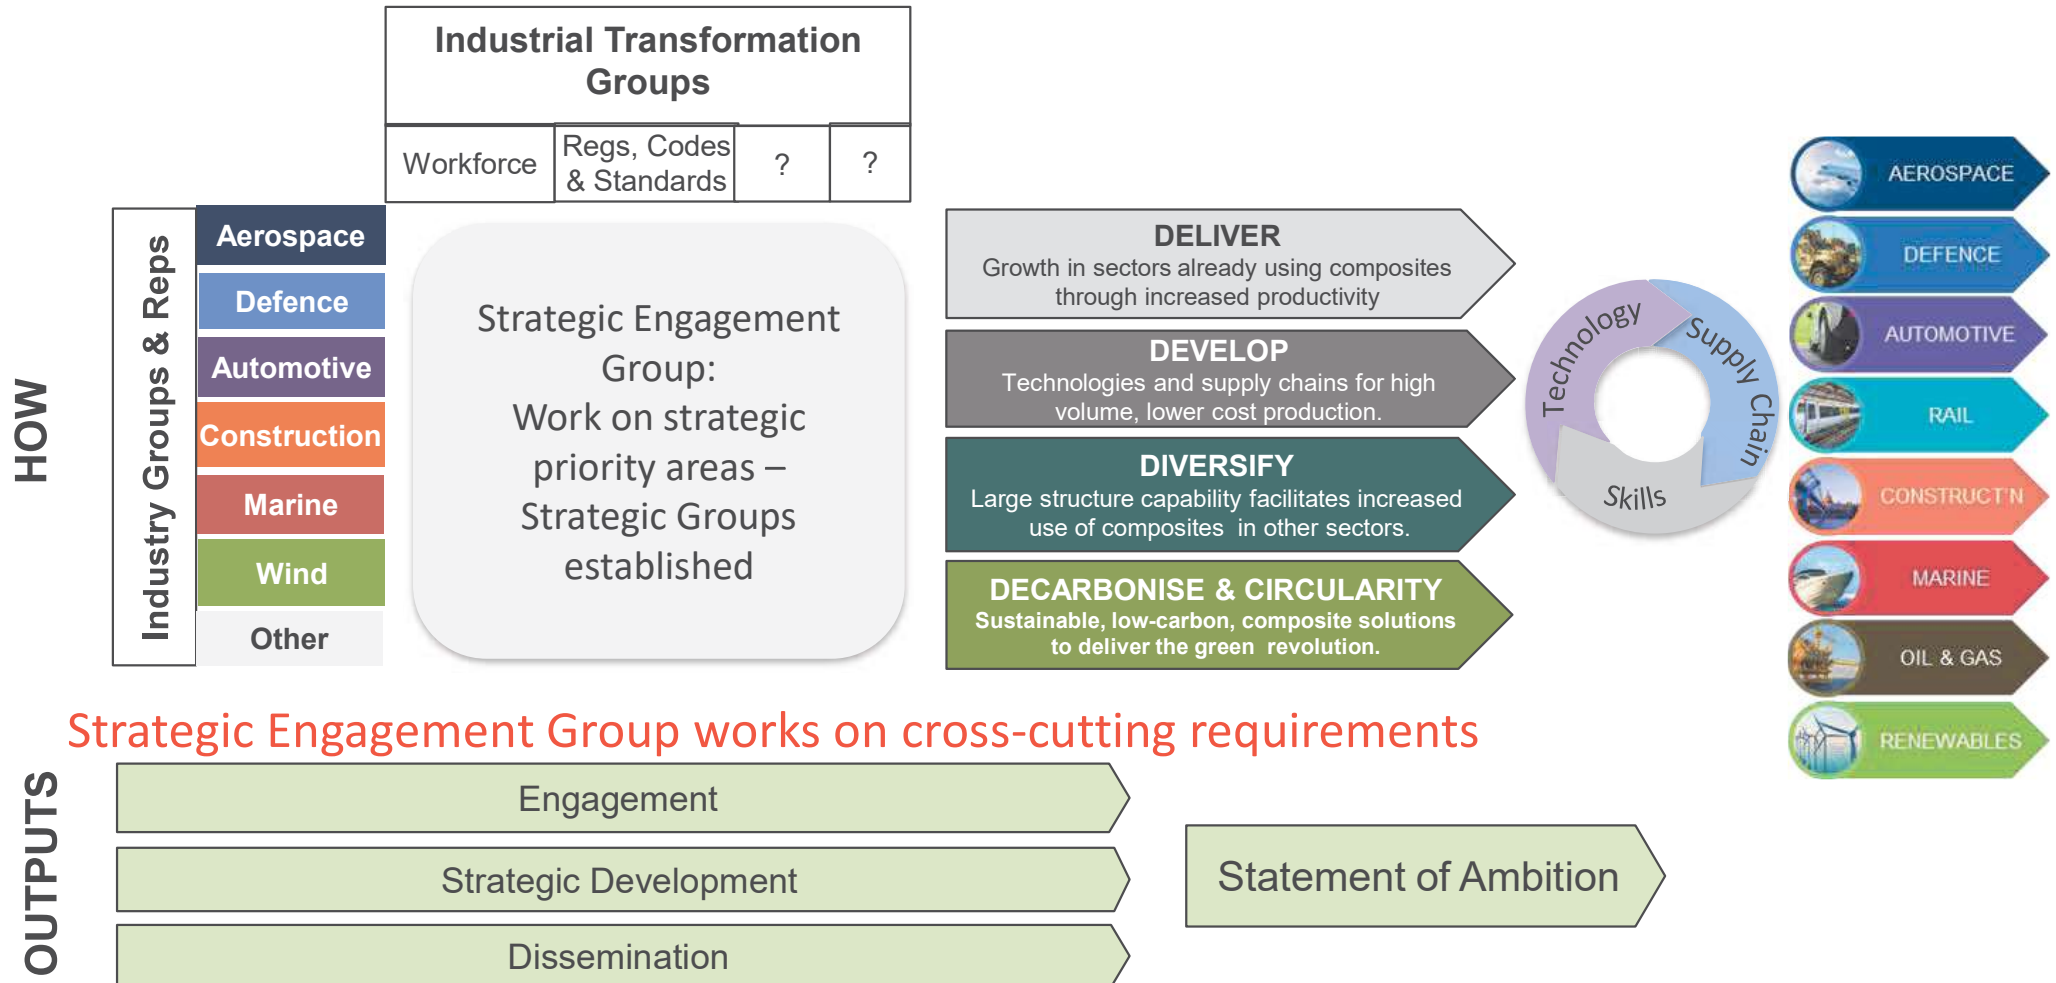 Industrial Transformation
Groups
Workforce
Regs, Codes
& Standards
?
?
HOW
Industry Groups & Reps
Aerospace
Defence
Automotive
Construction
Marine
Wind
Other
Strategic Engagement
Group:
Work on strategic
priority areas –
Strategic Groups
established
DELIVER
Growth in sectors already using composites
through increased productivity
DEVELOP
Technologies and supply chains for high
volume, lower cost production.
DIVERSIFY
Large structure capability facilitates increased
use of composites in other sectors.
DECARBONISE & CIRCULARITY
Sustainable, low-carbon, composite solutions
to deliver the green revolution.
Technology
Supply Chain
Skills
AEROSPACE
DEFENCE
AUTOMOTIVE
RAIL
CONSTRUCT'N
MARINE
OIL & GAS
RENEWABLES
Strategic Engagement Group works on cross-cutting requirements
OUTPUTS
Engagement
Strategic Development
Dissemination
Statement of Ambition